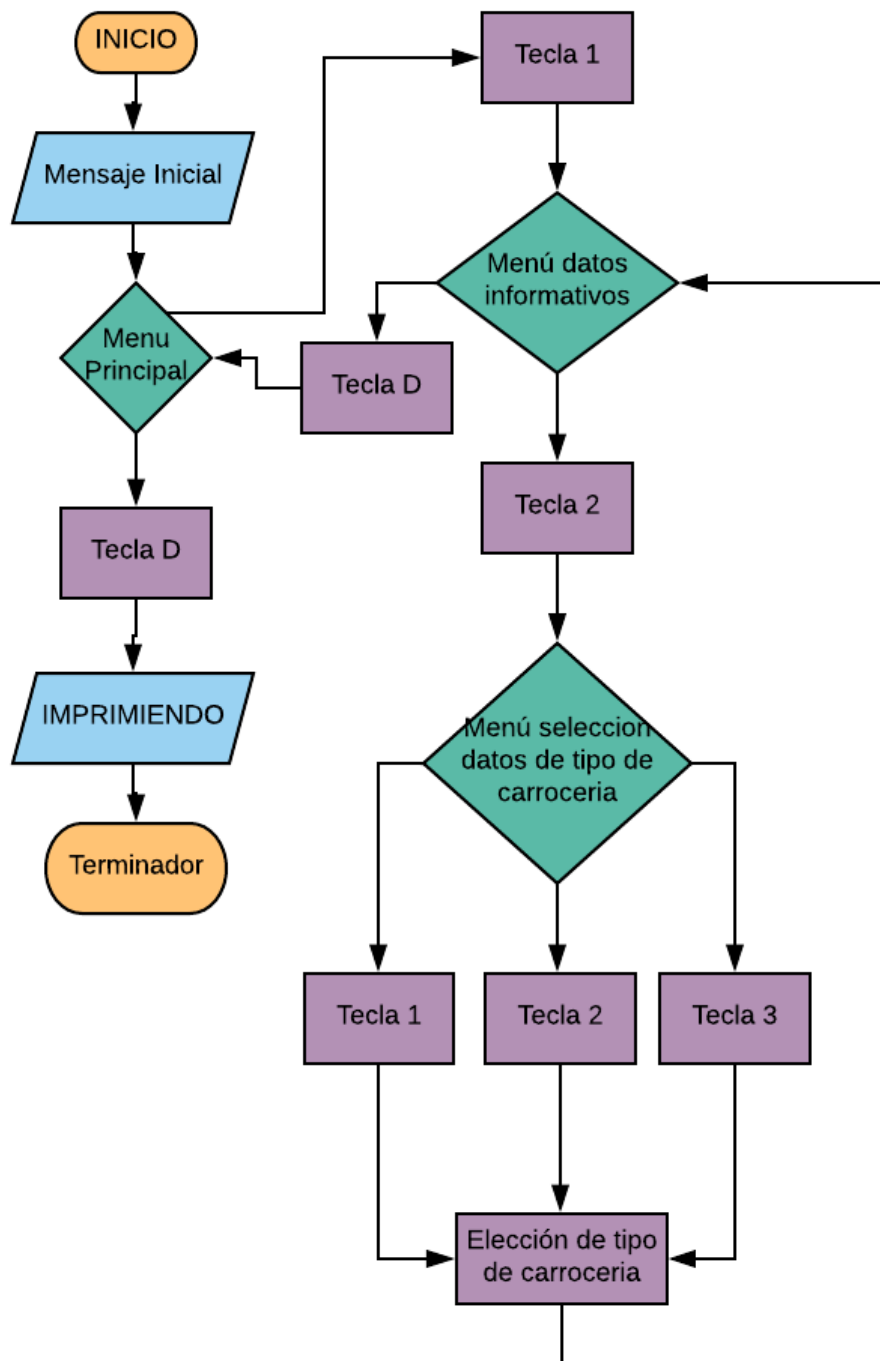 INICIO
Mensaje Inicial
Menu
Principal
Tecla D
IMPRIMIENDO
Terminador
Tecla 1
Menú datos
informativos
Tecla D
Tecla 2
Menú seleccion
datos de tipo de
carroceria
Tecla 1
Tecla 2
Tecla 3
Elección de tipo
de carroceria